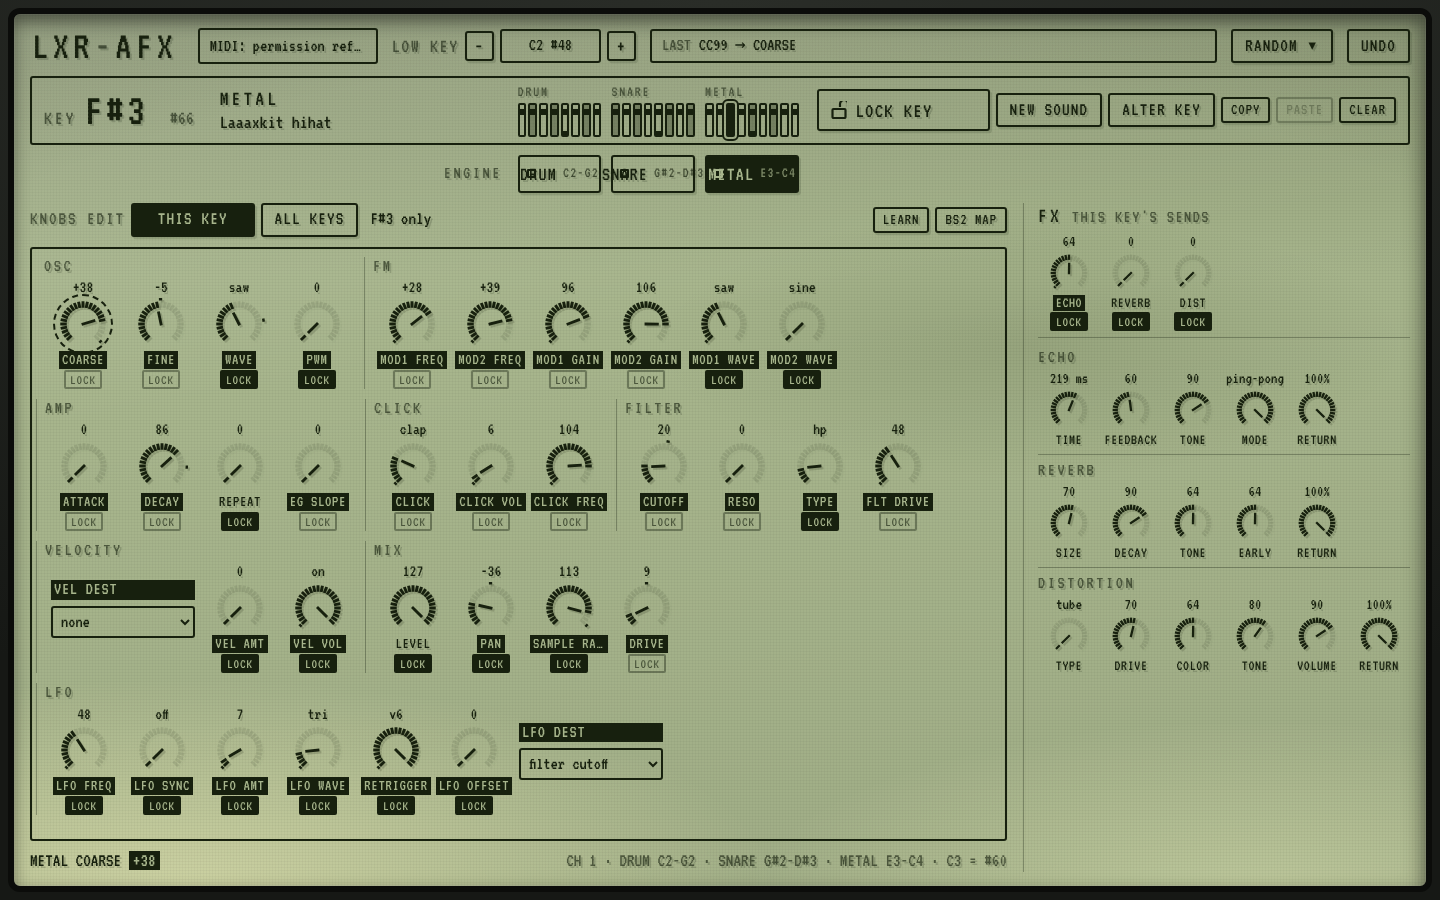 LXR-AFX
MIDI: permission ref…
LOW KEY - C2 #48 +
LAST CC99 → COARSE
RANDOM ▼
UNDO
KEY F#3 #66
METAL
Laaaxkit hihat
DRUM SNARE METAL
LOCK KEY
NEW SOUND
ALTER KEY
COPY
PASTE
CLEAR
ENGINE
DRUM C2-G2
SNARE G#2-D#3
METAL E3-C4
KNOBS EDIT THIS KEY ALL KEYS F#3 only
LEARN BS2 MAP
OSC
+38 -5 saw 0
COARSE FINE WAVE PWM
LOCK LOCK LOCK LOCK
FM
+28 +39 96 106 saw sine
MOD1 FREQ MOD2 FREQ MOD1 GAIN MOD2 GAIN MOD1 WAVE MOD2 WAVE
LOCK LOCK LOCK LOCK LOCK LOCK
AMP
0 86 0 0
ATTACK DECAY REPEAT EG SLOPE
LOCK LOCK LOCK LOCK
CLICK
clap 6 104
CLICK CLICK VOL CLICK FREQ
LOCK LOCK LOCK
FILTER
20 0 hp 48
CUTOFF RESO TYPE FLT DRIVE
LOCK LOCK LOCK LOCK
VELOCITY
VEL DEST
none
0 on
VEL AMT VEL VOL
LOCK LOCK
MIX
127 -36 113 9
LEVEL PAN SAMPLE RA… DRIVE
LOCK LOCK LOCK LOCK
LFO
48 off 7 tri v6 0
LFO FREQ LFO SYNC LFO AMT LFO WAVE RETRIGGER LFO OFFSET
LOCK LOCK LOCK LOCK LOCK LOCK
LFO DEST
filter cutoff
FX THIS KEY'S SENDS
64 0 0
ECHO REVERB DIST
LOCK LOCK LOCK
ECHO
219 ms 60 90 ping-pong 100%
TIME FEEDBACK TONE MODE RETURN
REVERB
70 90 64 64 100%
SIZE DECAY TONE EARLY RETURN
DISTORTION
tube 70 64 80 90 100%
TYPE DRIVE COLOR TONE VOLUME RETURN
METAL COARSE +38
CH 1 · DRUM C2-G2 · SNARE G#2-D#3 · METAL E3-C4 · C3 = #60